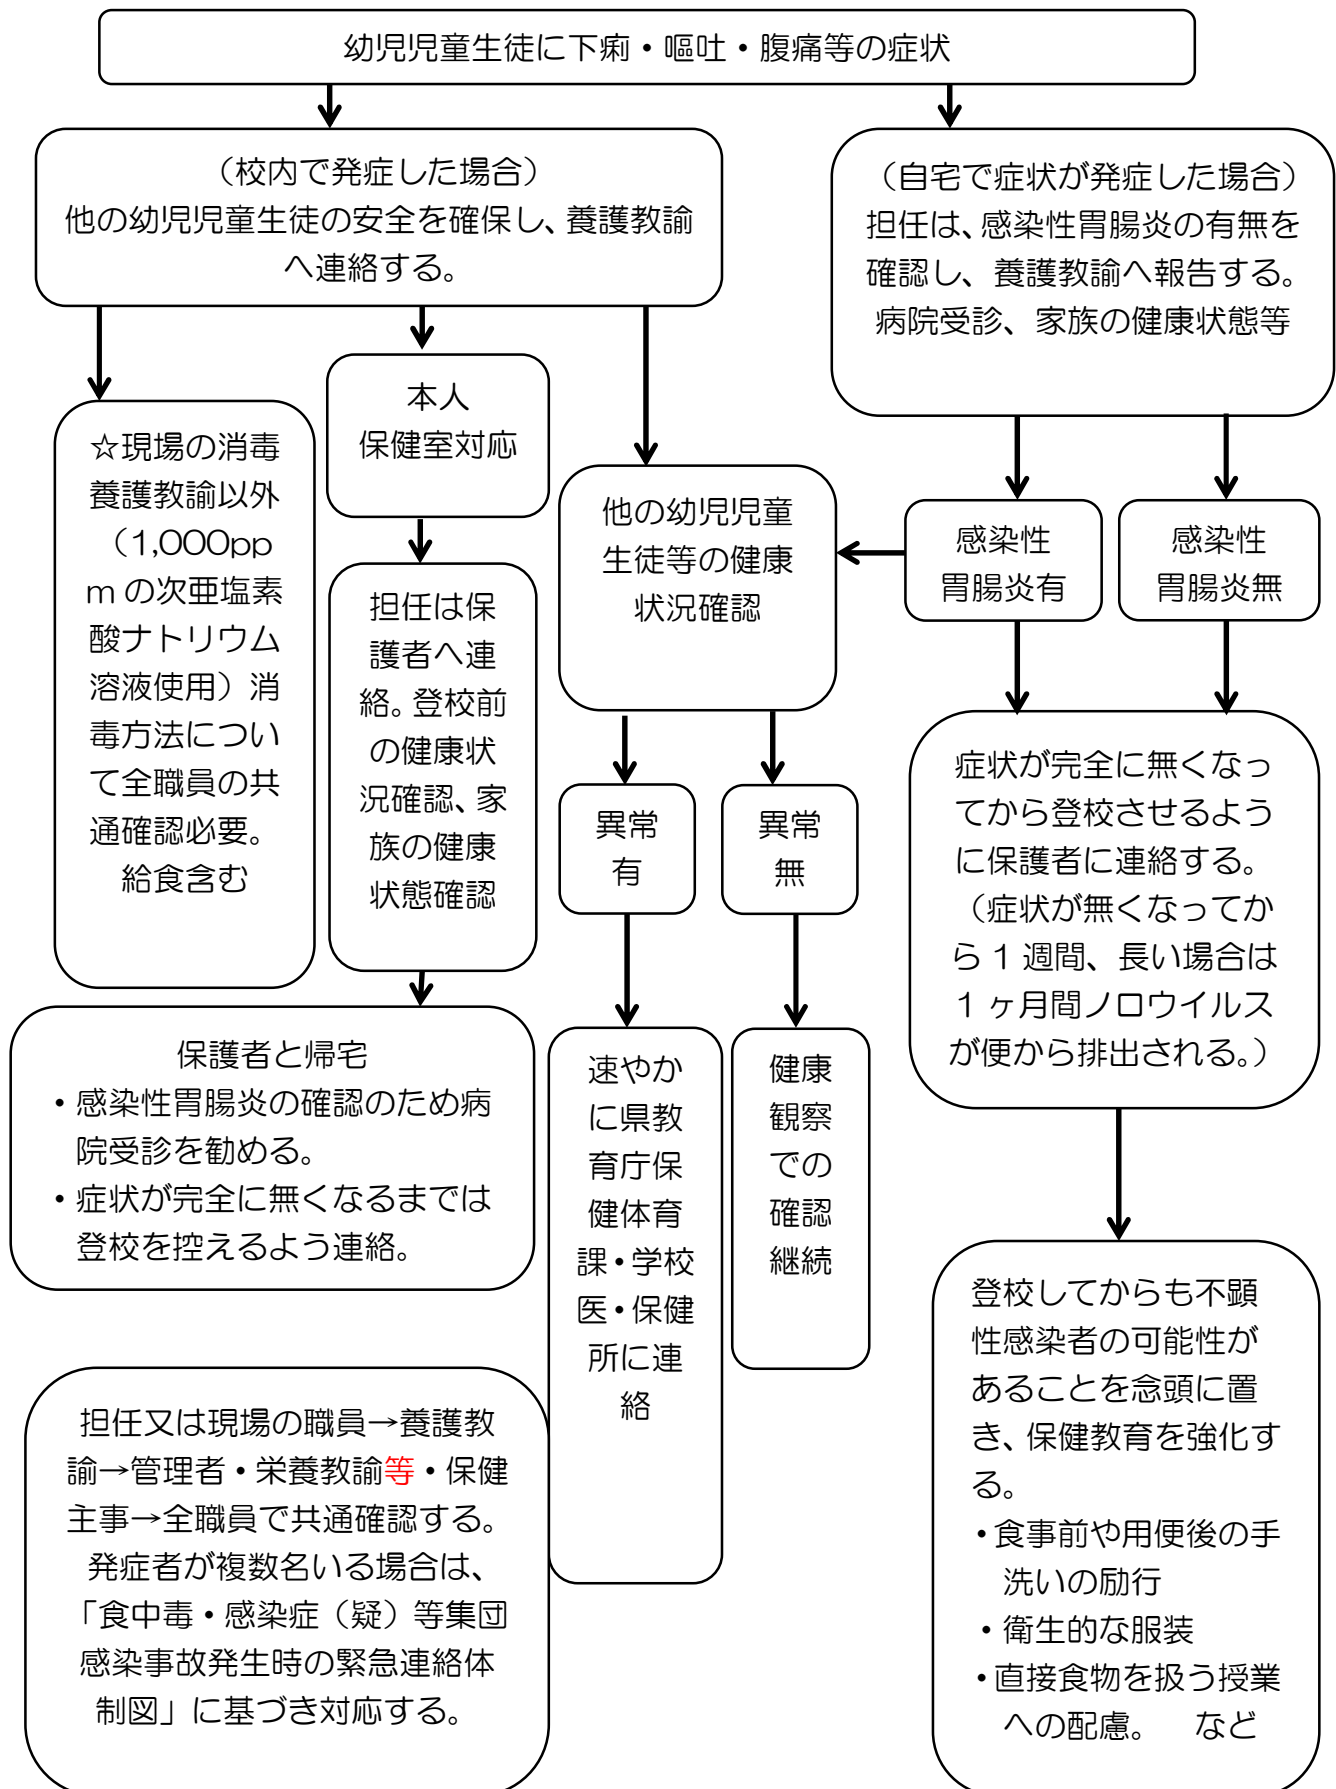 幼児児童生徒に下痢・嘔吐・腹痛等の症状
（校内で発症した場合）
他の幼児児童生徒の安全を確保し、養護教諭
へ連絡する。
（自宅で症状が発症した場合）
担任は、感染性胃腸炎の有無を
確認し、養護教諭へ報告する。
病院受診、家族の健康状態等
☆現場の消毒
養護教諭以外
（1,000pp
m の次亜塩素
酸ナトリウム
溶液使用）消
毒方法につい
て全職員の共
通確認必要。
給食含む
本人
保健室対応
担任は保
護者へ連
絡。登校前
の健康状
況確認、家
族の健康
状態確認
他の幼児児童
生徒等の健康
状況確認
感染性
胃腸炎有
感染性
胃腸炎無
異常
有
異常
無
症状が完全に無くなっ
てから登校させるよう
に保護者に連絡する。
（症状が無くなってか
ら 1 週間、長い場合は
1 ヶ月間ノロウイルス
が便から排出される。）
保護者と帰宅
・感染性胃腸炎の確認のため病
院受診を勧める。
・症状が完全に無くなるまでは
登校を控えるよう連絡。
速やか
に県教
育庁保
健体育
課・学校
医・保健
所に連
絡
健康
観察
での
確認
継続
登校してからも不顕
性感染者の可能性が
あることを念頭に置
き、保健教育を強化す
る。
・食事前や用便後の手
洗いの励行
・衛生的な服装
・直接食物を扱う授業
への配慮。　など
担任又は現場の職員→養護教
諭→管理者・栄養教諭等・保健
主事→全職員で共通確認する。
発症者が複数名いる場合は、
「食中毒・感染症（疑）等集団
感染事故発生時の緊急連絡体
制図」に基づき対応する。